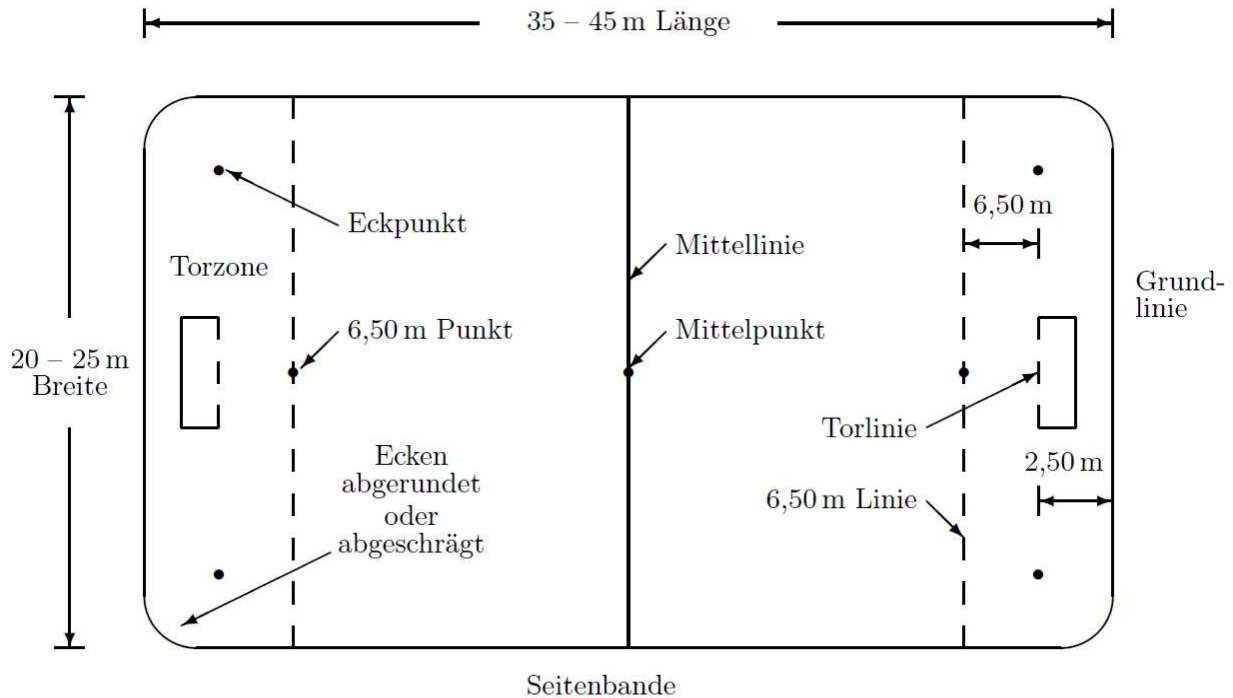 35 – 45 m Länge
6,50 m
Eckpunkt
Mittellinie
Torzone
Grund-
linie
6,50 m Punkt
Mittelpunkt
20 – 25 m
Breite
Torlinie
Ecken
abgerundet
oder
abgeschrägt
2,50 m
6,50 m Linie
Seitenbande